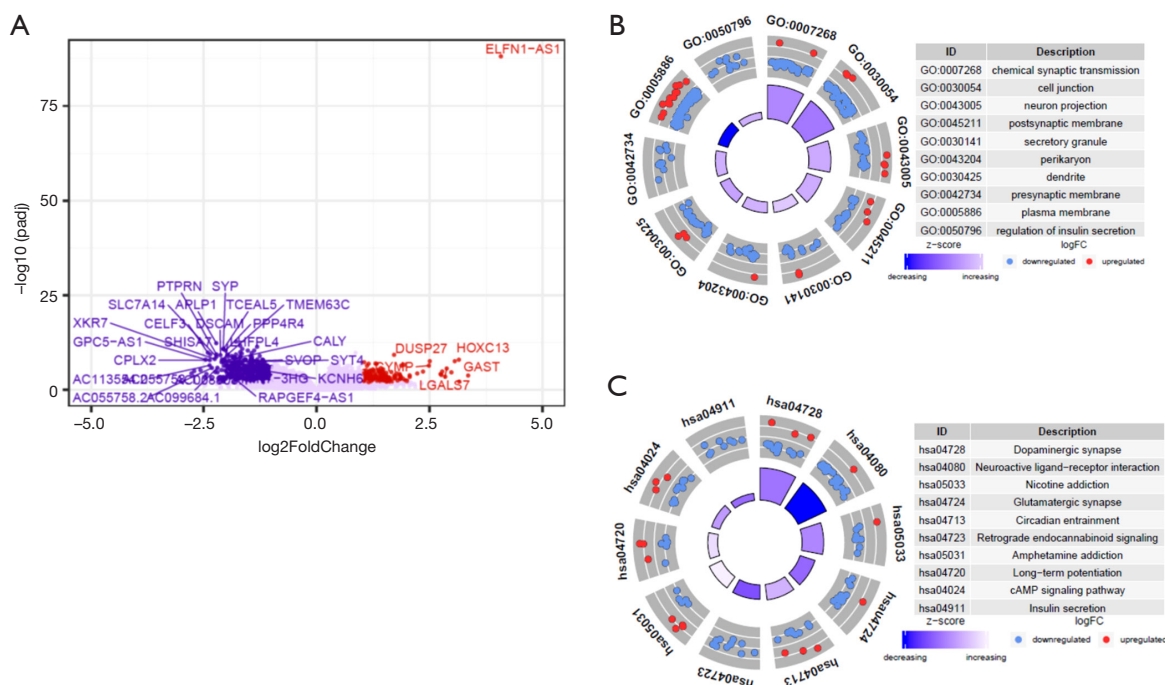 A
ELFN1-AS1
75
50
25
0
-log10 (padj)
PTPRN SYP
SLC7A14 APLP1 TCEAL5 TMEM63C
XKR7 CELF3 DSCAM PPP4R4
GPC5-AS1 SHISA7 CALY
CPLX2 SVOP SYT4
-3HG KCNH6
AC055758.2 AC099684.1 RAPGEF4-AS1
DUSP27 HOXC13
GAST
LGALS7
-5.0 -2.5 0.0 2.5 5.0
log2FoldChange
B
GO:0050796
GO:0007268
GO:0030054
GO:0043005
GO:0045211
GO:0030141
GO:0043204
GO:0030425
GO:0042734
GO:0005886
ID Description
GO:0007268 chemical synaptic transmission
GO:0030054 cell junction
GO:0043005 neuron projection
GO:0045211 postsynaptic membrane
GO:0030141 secretory granule
GO:0043204 perikaryon
GO:0030425 dendrite
GO:0042734 presynaptic membrane
GO:0005886 plasma membrane
GO:0050796 regulation of insulin secretion
z-score logFC
decreasing increasing downregulated upregulated
C
hsa04911
hsa04728
hsa04080
hsa05033
hsa04724
hsa04713
hsa04723
hsa05031
hsa04720
hsa04024
ID Description
hsa04728 Dopaminergic synapse
hsa04080 Neuroactive ligand-receptor interaction
hsa05033 Nicotine addiction
hsa04724 Glutamatergic synapse
hsa04713 Circadian entrainment
hsa04723 Retrograde endocannabinoid signaling
hsa05031 Amphetamine addiction
hsa04720 Long-term potentiation
hsa04024 cAMP signaling pathway
hsa04911 Insulin secretion
z-score logFC
decreasing increasing downregulated upregulated